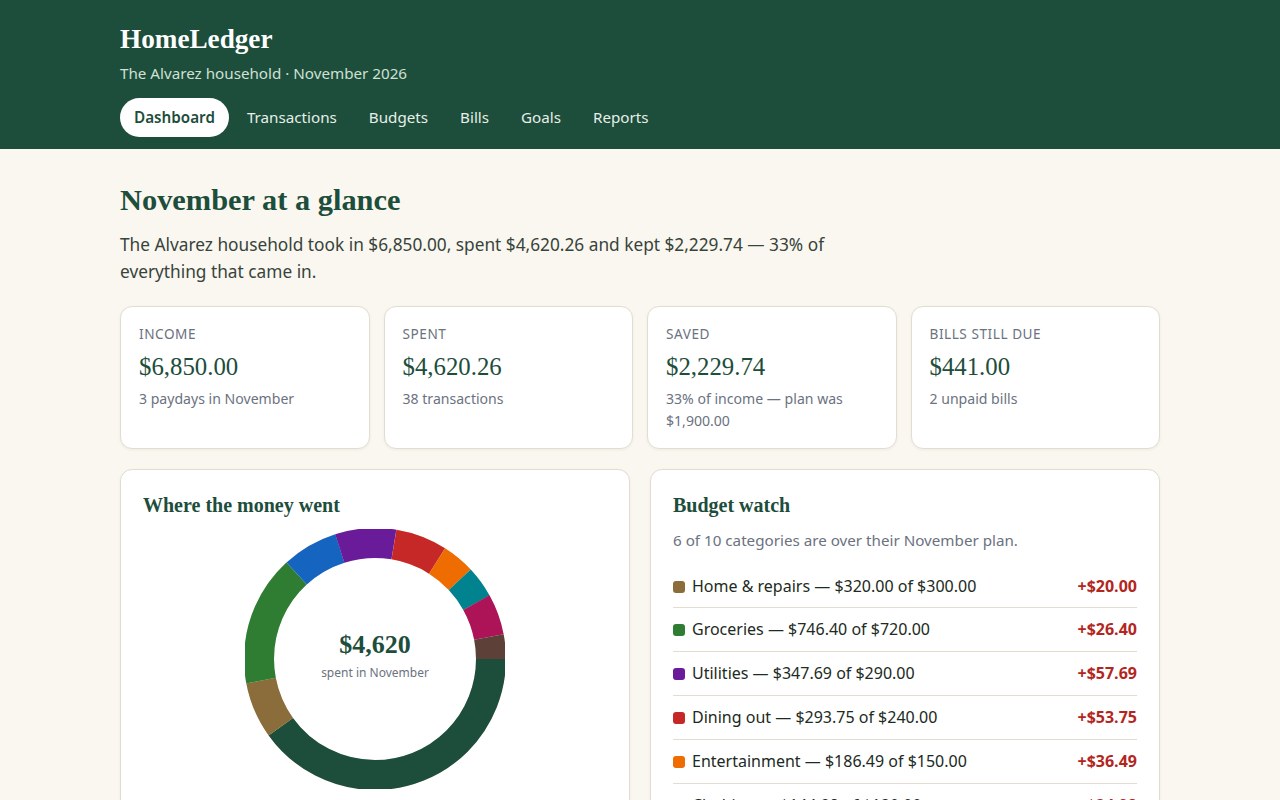 HomeLedger
The Alvarez household · November 2026
Dashboard Transactions Budgets Bills Goals Reports
November at a glance
The Alvarez household took in $6,850.00, spent $4,620.26 and kept $2,229.74 — 33% of
everything that came in.
INCOME
$6,850.00
3 paydays in November
SPENT
$4,620.26
38 transactions
SAVED
$2,229.74
33% of income — plan was
$1,900.00
BILLS STILL DUE
$441.00
2 unpaid bills
Where the money went
$4,620
spent in November
Budget watch
6 of 10 categories are over their November plan.
Home & repairs — $320.00 of $300.00 +$20.00
Groceries — $746.40 of $720.00 +$26.40
Utilities — $347.69 of $290.00 +$57.69
Dining out — $293.75 of $240.00 +$53.75
Entertainment — $186.49 of $150.00 +$36.49